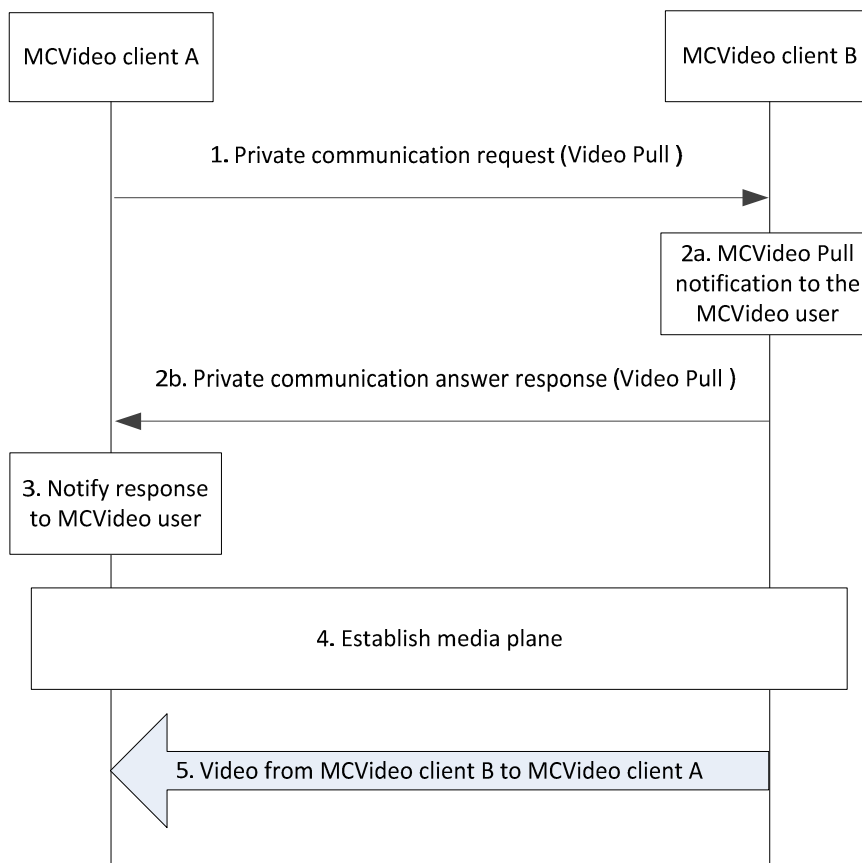 MCVideo client A
MCVideo client B
1. Private communication request (Video Pull )
2a. MCVideo Pull
notification to the
MCVideo user
2b. Private communication answer response (Video Pull )
3. Notify response
to MCVideo user
4. Establish media plane
5. Video from MCVideo client B to MCVideo client A